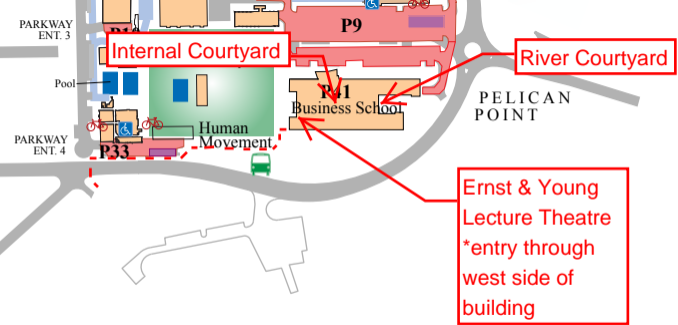 PARKWAY
ENT. 3
P9
Internal Courtyard
River Courtyard
Pool
P41
Business School
PELICAN
POINT
Human
Movement
PARKWAY
ENT. 4
P33
Ernst & Young
Lecture Theatre
*entry through
west side of
building